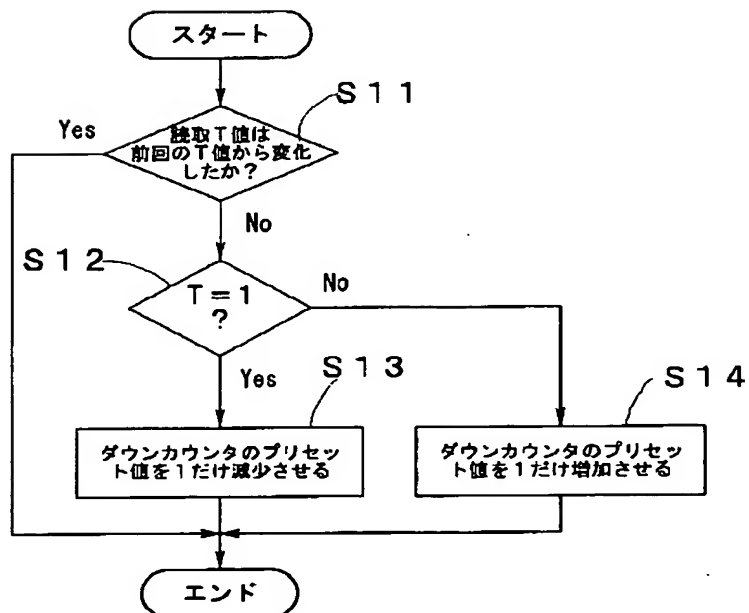 スタート
S11
Yes
読取T値は
前回のT値から変化
したか?
No
S12
T=1
?
No
Yes
S13
S14
ダウンカウンタのプリセッ
ト値を1だけ減少させる
ダウンカウンタのプリセッ
ト値を1だけ増加させる
エンド